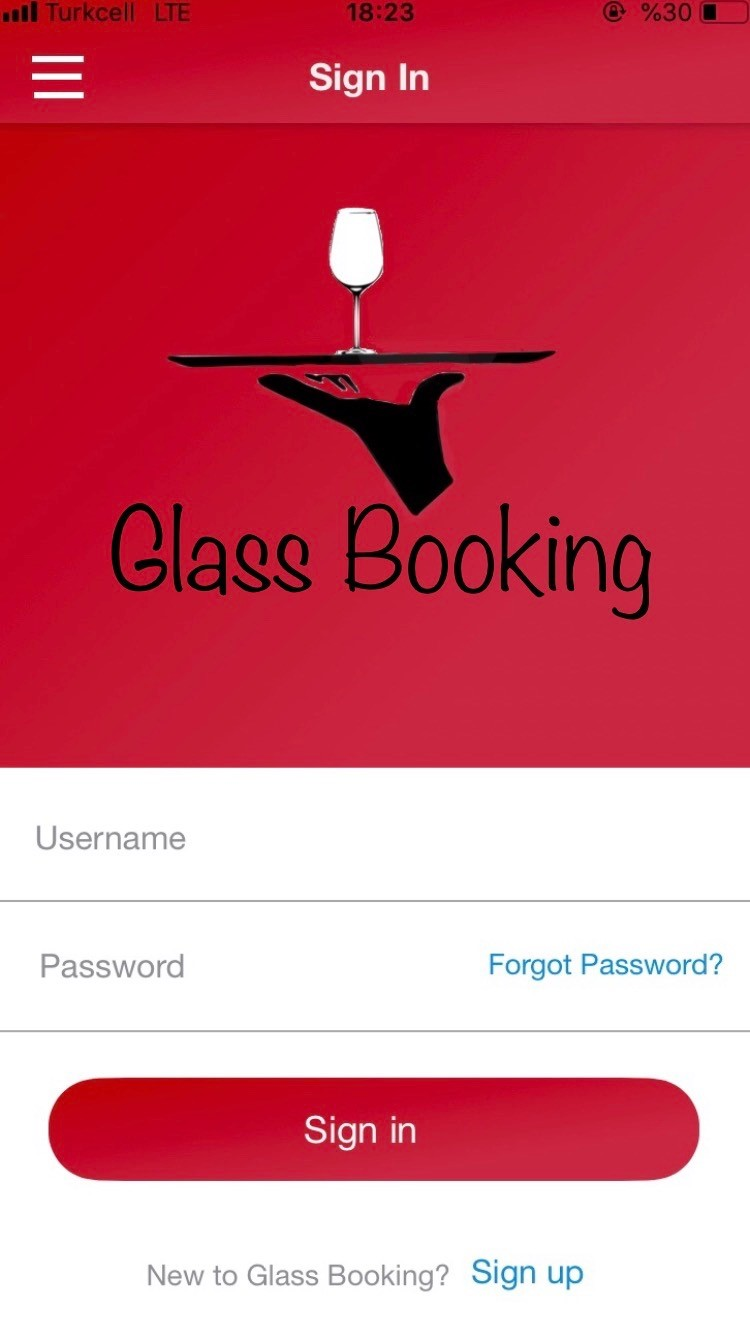 Turkcell LTE 18:23 %30
Sign In
Glass Booking
Username
Password Forgot Password?
Sign in
New to Glass Booking? Sign up